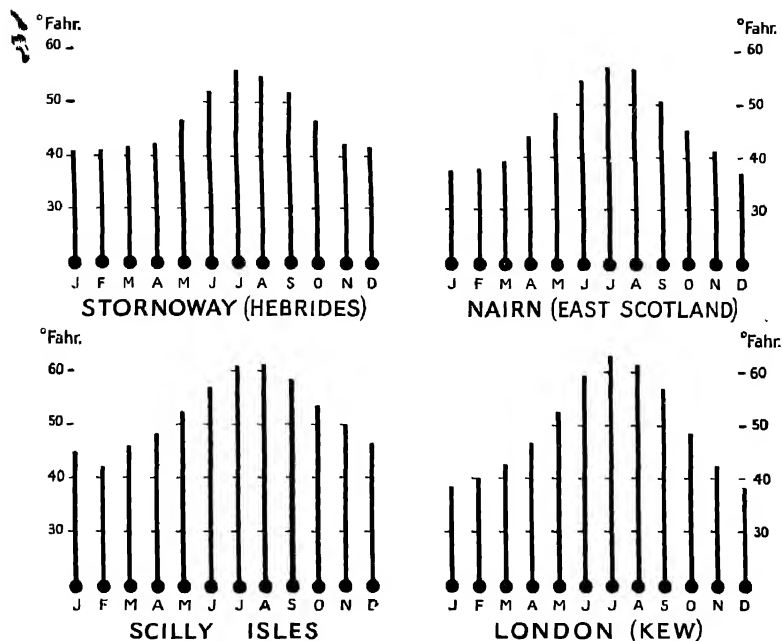 °Fahr.
60
50
40
30
J F M A M J J A S O N D
STORNOWAY (HEBRIDES)
°Fahr.
60
50
40
30
J F M A M J J A S O N D
NAIRN (EAST SCOTLAND)
°Fahr.
60
50
40
30
J F M A M J J A S O N D
SCILLY ISLES
°Fahr.
60
50
40
30
J F M A M J J A S O N D
LONDON (KEW)